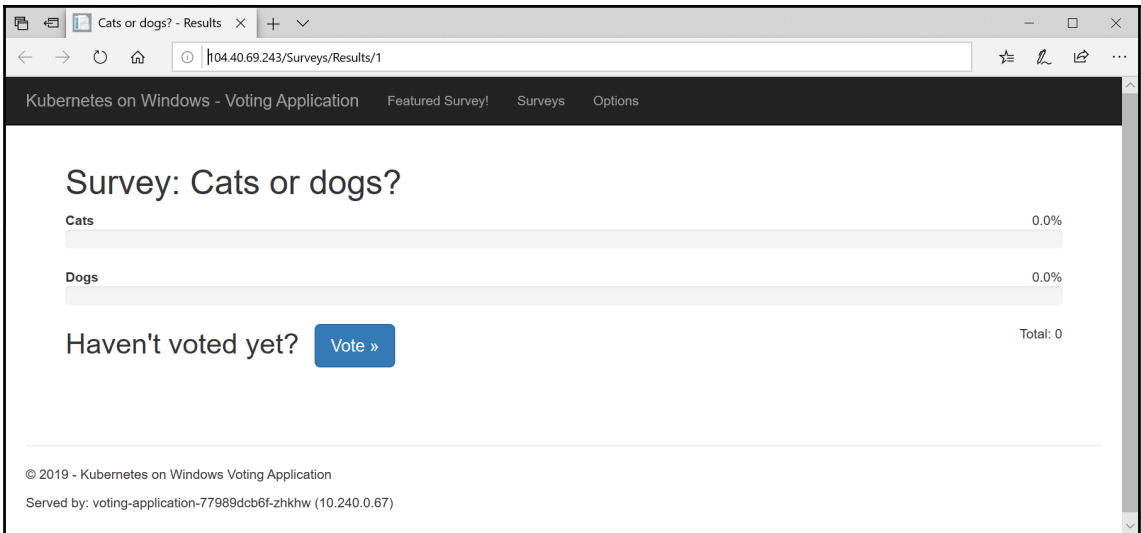 Cats or dogs? - Results
104.40.69.243/Surveys/Results/1
Kubernetes on Windows - Voting Application Featured Survey! Surveys Options
Survey: Cats or dogs?
Cats 0.0%
Dogs 0.0%
Haven't voted yet? Vote » Total: 0
© 2019 - Kubernetes on Windows Voting Application
Served by: voting-application-77989dcb6f-zhkhw (10.240.0.67)